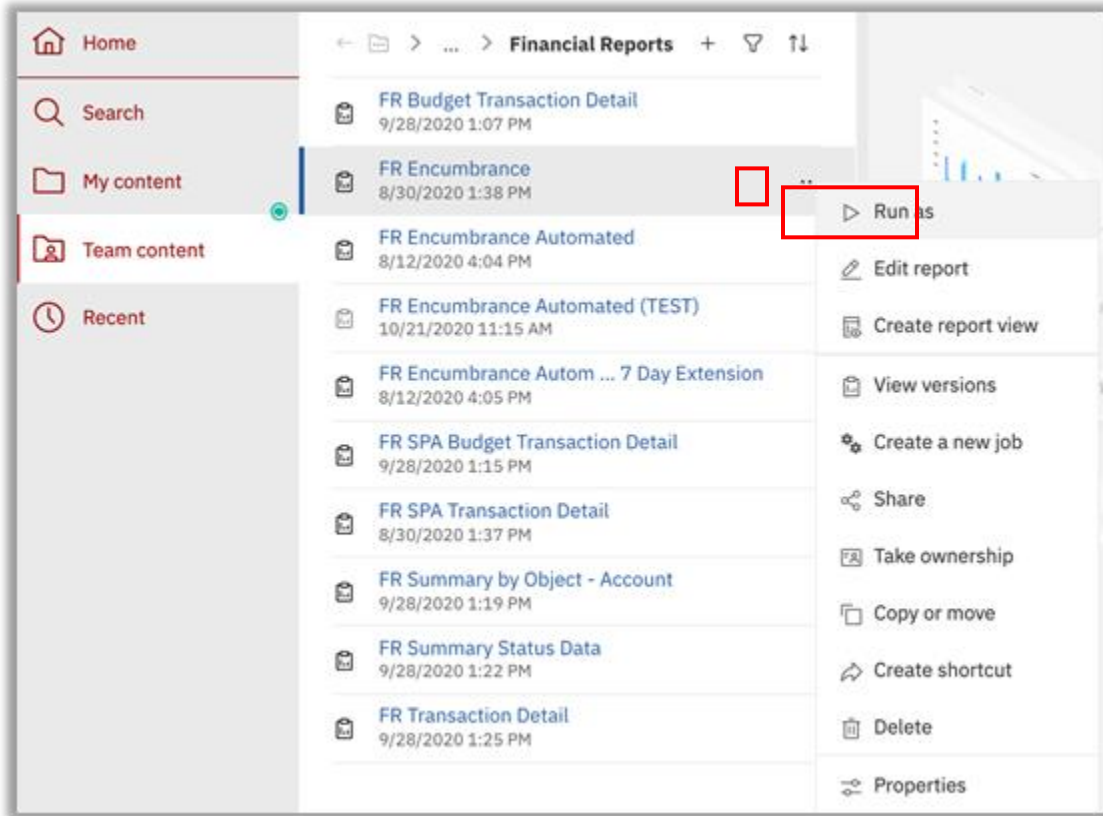 Home
Search
My content
Team content
Recent
... Financial Reports
FR Budget Transaction Detail
9/28/2020 1:07 PM
FR Encumbrance
8/30/2020 1:38 PM
FR Encumbrance Automated
8/12/2020 4:04 PM
FR Encumbrance Automated (TEST)
10/21/2020 11:15 AM
FR Encumbrance Autom ... 7 Day Extension
8/12/2020 4:05 PM
FR SPA Budget Transaction Detail
9/28/2020 1:15 PM
FR SPA Transaction Detail
8/30/2020 1:37 PM
FR Summary by Object - Account
9/28/2020 1:19 PM
FR Summary Status Data
9/28/2020 1:22 PM
FR Transaction Detail
9/28/2020 1:25 PM
Run as
Edit report
Create report view
View versions
Create a new job
Share
Take ownership
Copy or move
Create shortcut
Delete
Properties